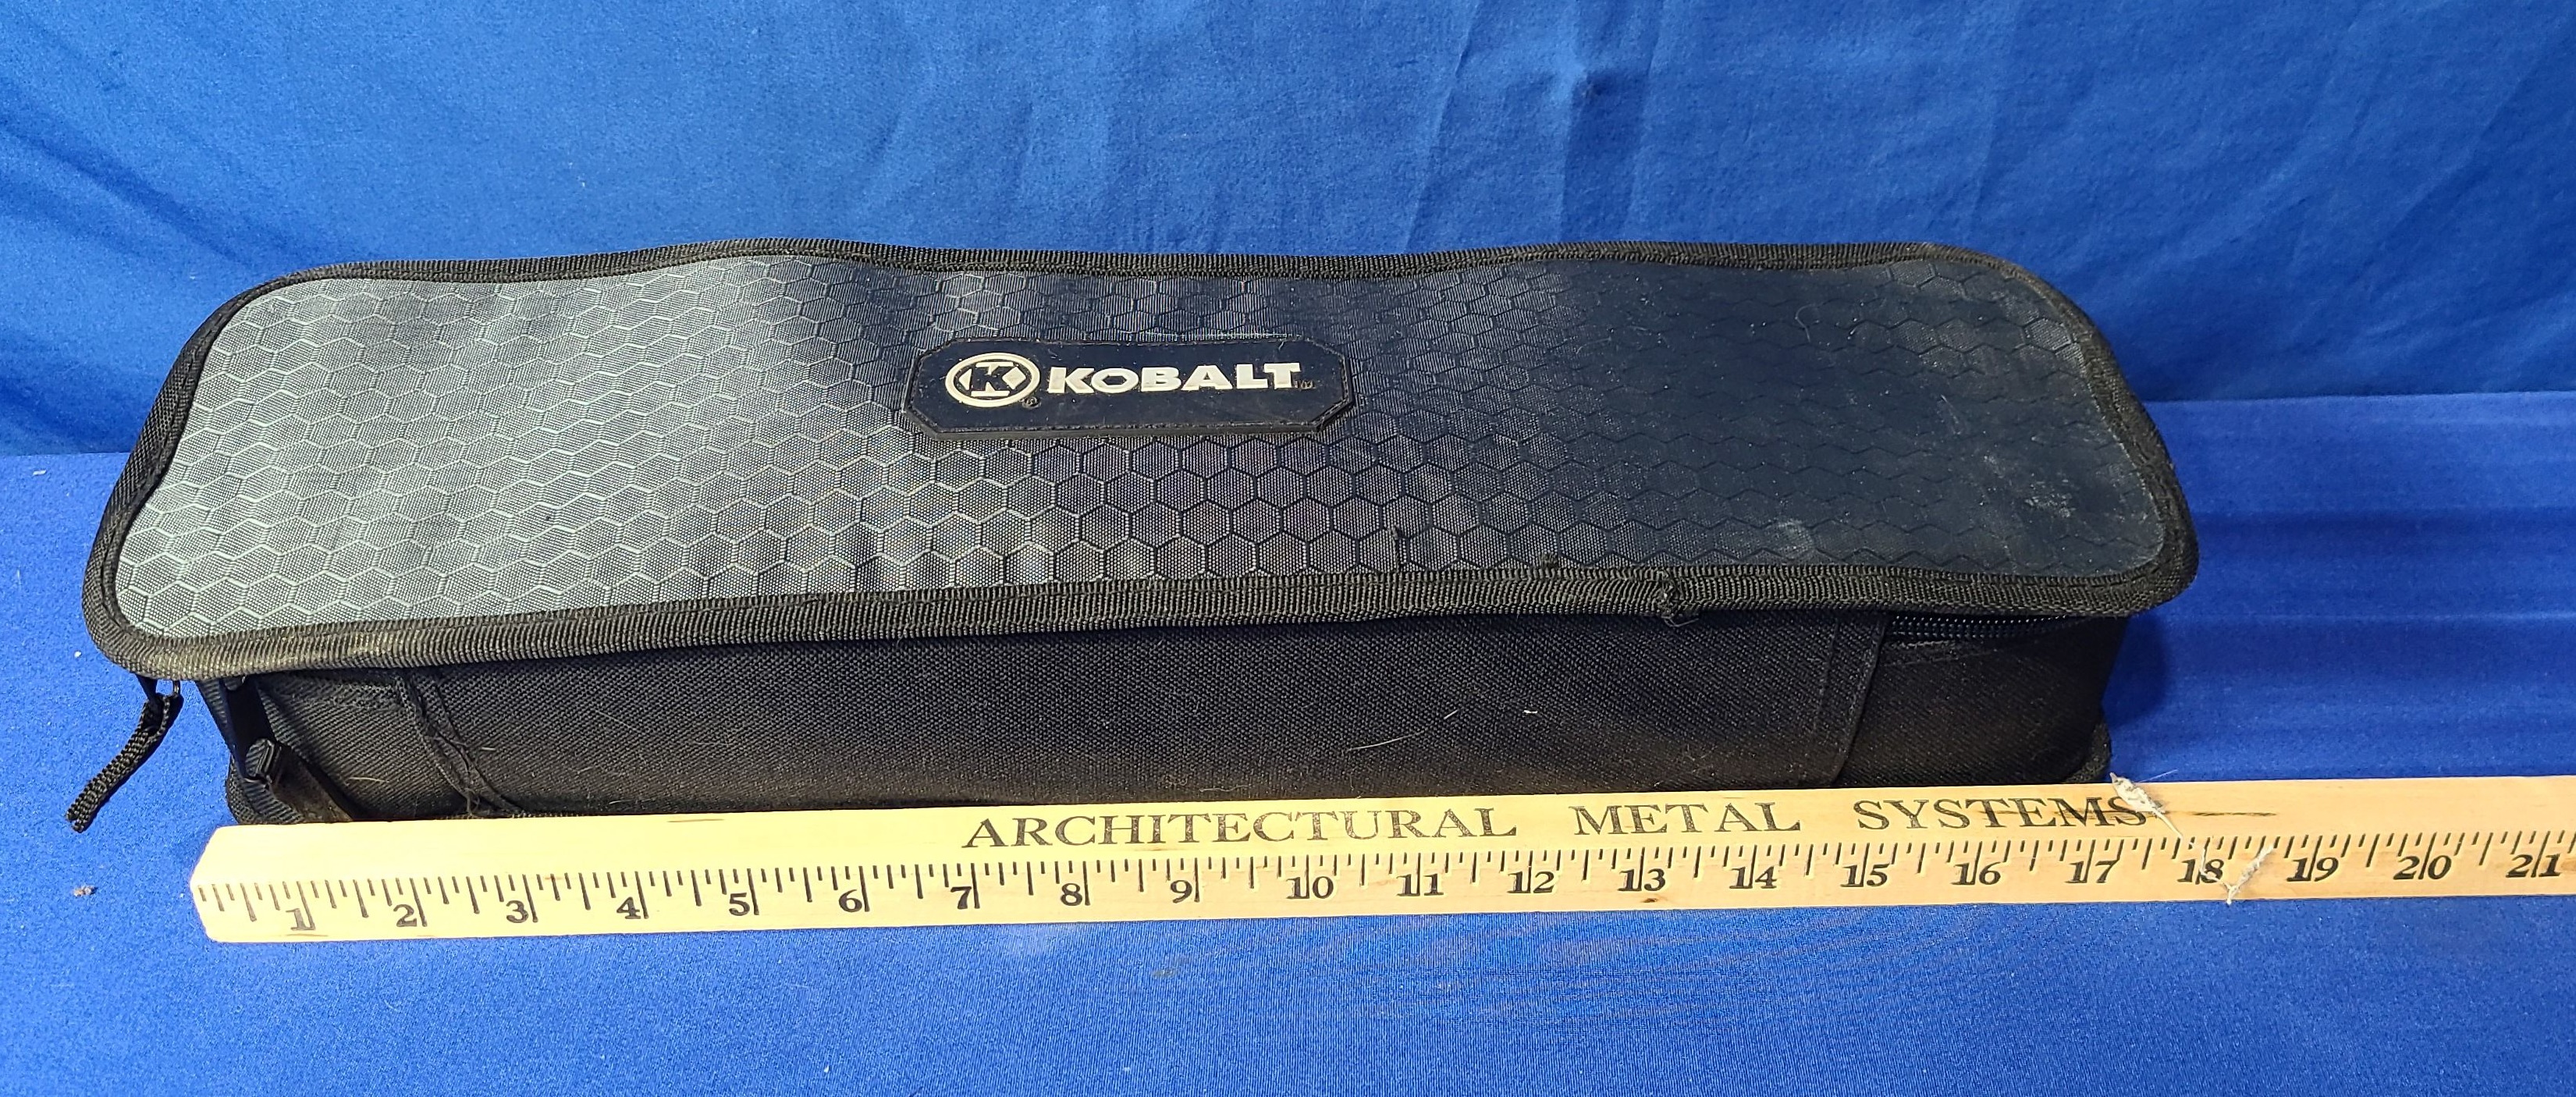 K® KOBALT™
ARCHITECTURAL METAL SYSTEMS
1 2 3 4 5 6 7 8 9 10 11 12 13 14 15 16 17 18 19 20 21